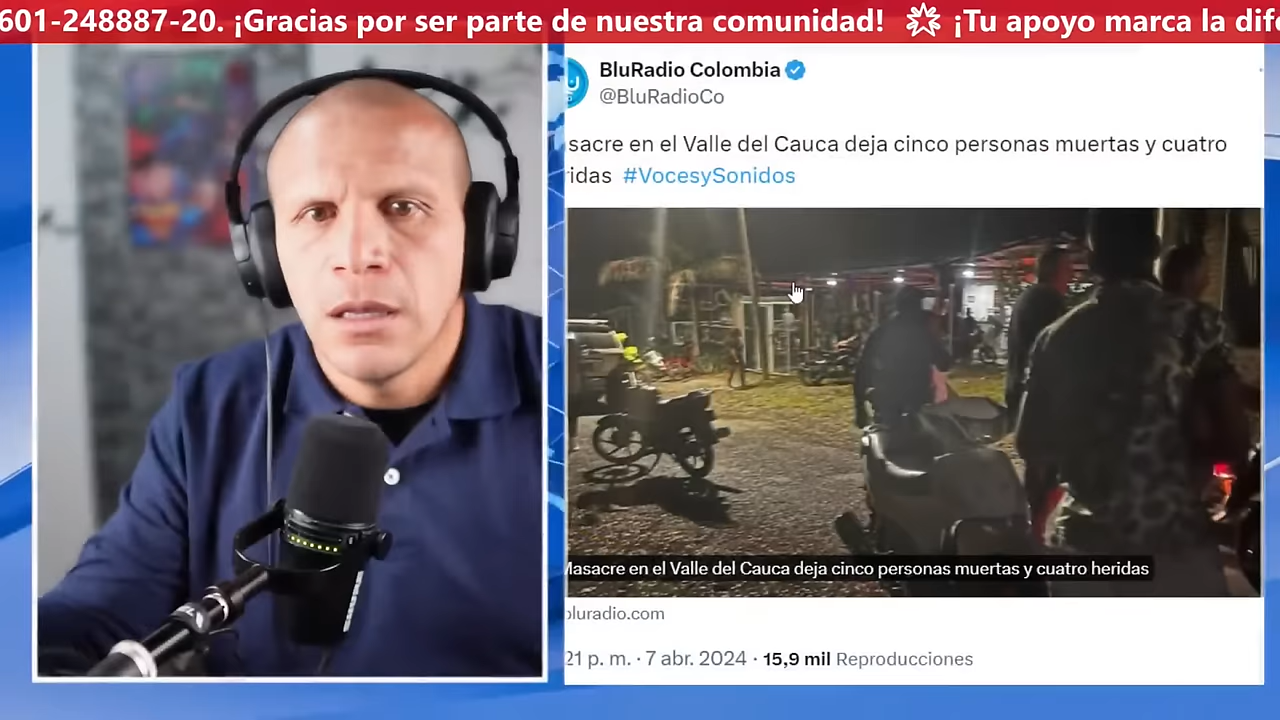 601-248887-20. ¡Gracias por ser parte de nuestra comunidad! ¡Tu apoyo marca la dife
BluRadio Colombia
@BluRadioCo
sacre en el Valle del Cauca deja cinco personas muertas y cuatro
ridas #VocesySonidos
Masacre en el Valle del Cauca deja cinco personas muertas y cuatro heridas
bluradio.com
21 p. m. · 7 abr. 2024 · 15,9 mil Reproducciones